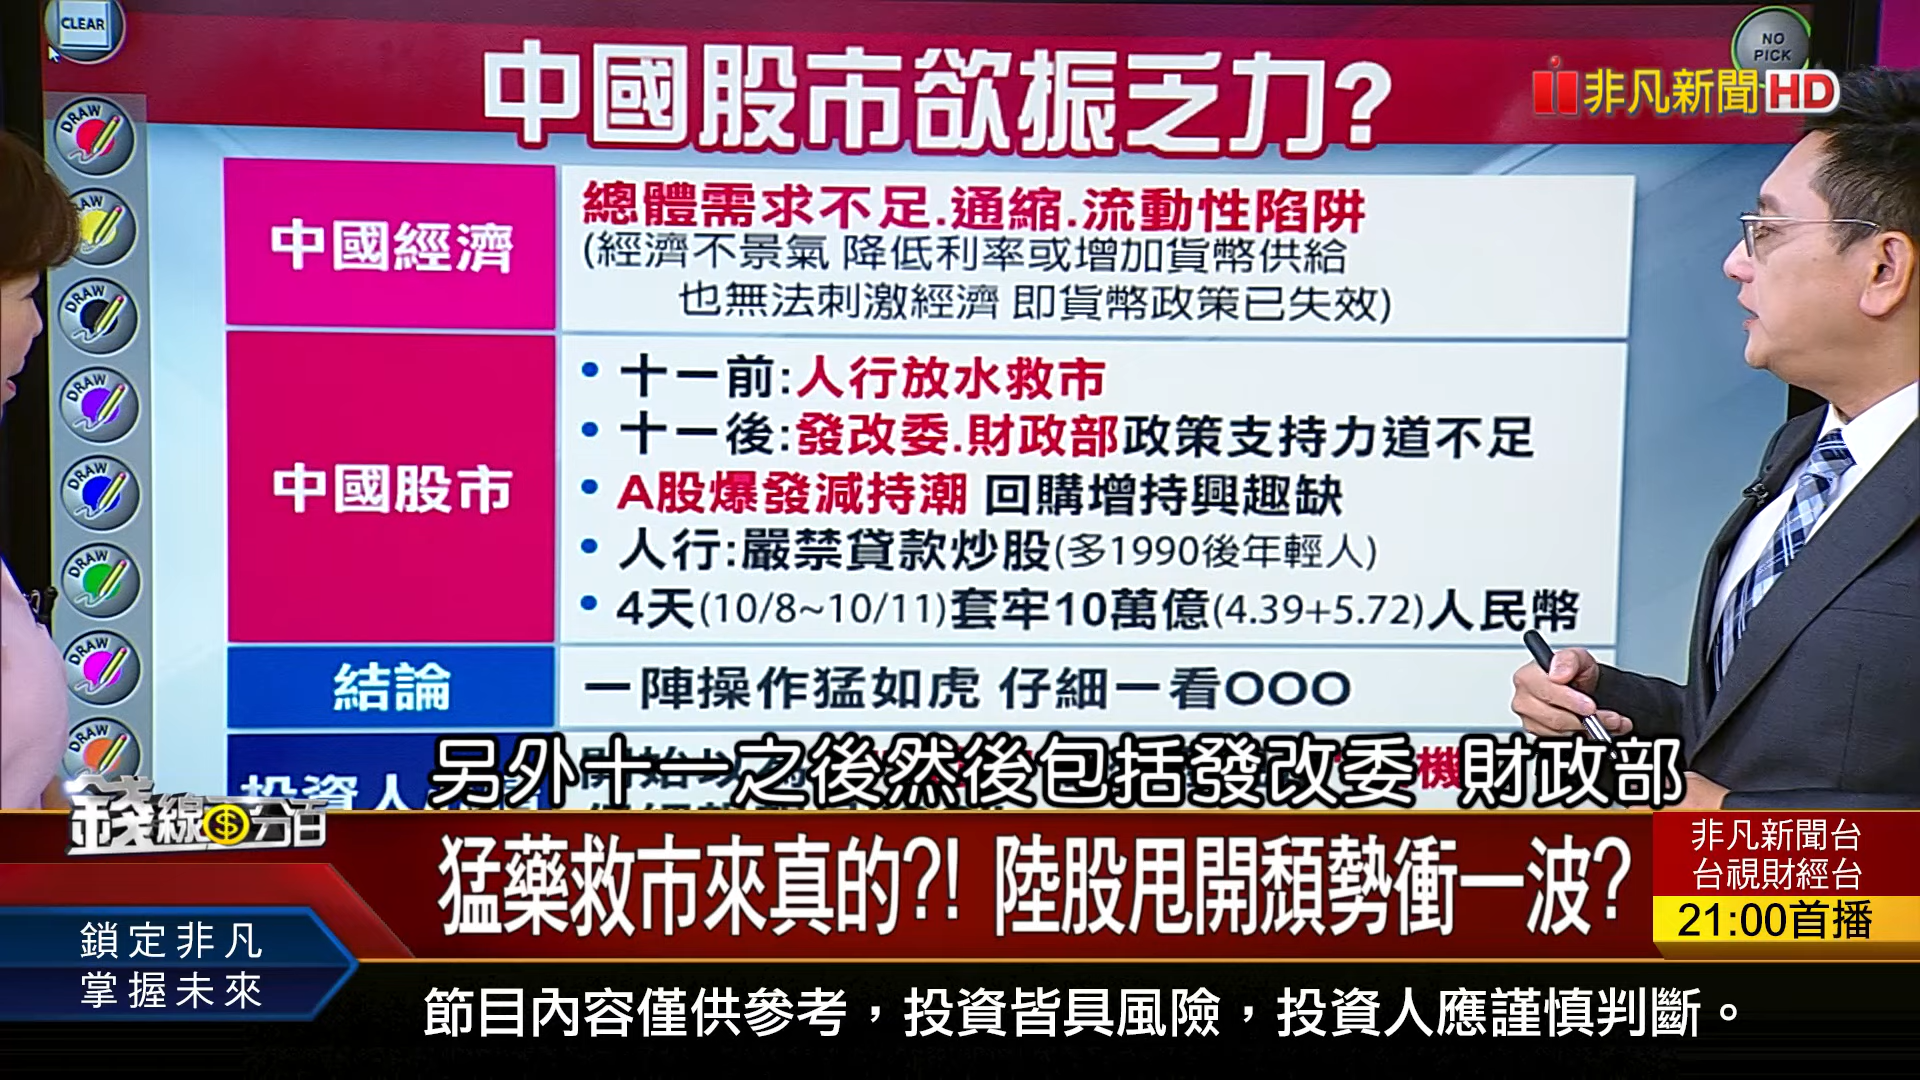 CLEAR
NO
PICK
中國股市欲振乏力?
非凡新聞HD
DRAW
AW
DRAW
DRAW
DRAW
DRAW
DRAW
DRAW
中國經濟
總體需求不足.通縮.流動性陷阱
(經濟不景氣 降低利率或增加貨幣供給
也無法刺激經濟 即貨幣政策已失效)
中國股市
• 十一前:人行放水救市
• 十一後:發改委.財政部政策支持力道不足
• A股爆發減持潮 回購增持興趣缺
• 人行:嚴禁貸款炒股(多1990後年輕人)
• 4天(10/8~10/11)套牢10萬億(4.39+5.72)人民幣
結論
一陣操作猛如虎 仔細一看OOO
投資人
機
另外十一之後然後包括發改委 財政部
錢線百分百
猛藥救市來真的?! 陸股甩開頹勢衝一波?
非凡新聞台
台視財經台
21:00首播
鎖定非凡
掌握未來
節目內容僅供參考，投資皆具風險，投資人應謹慎判斷。